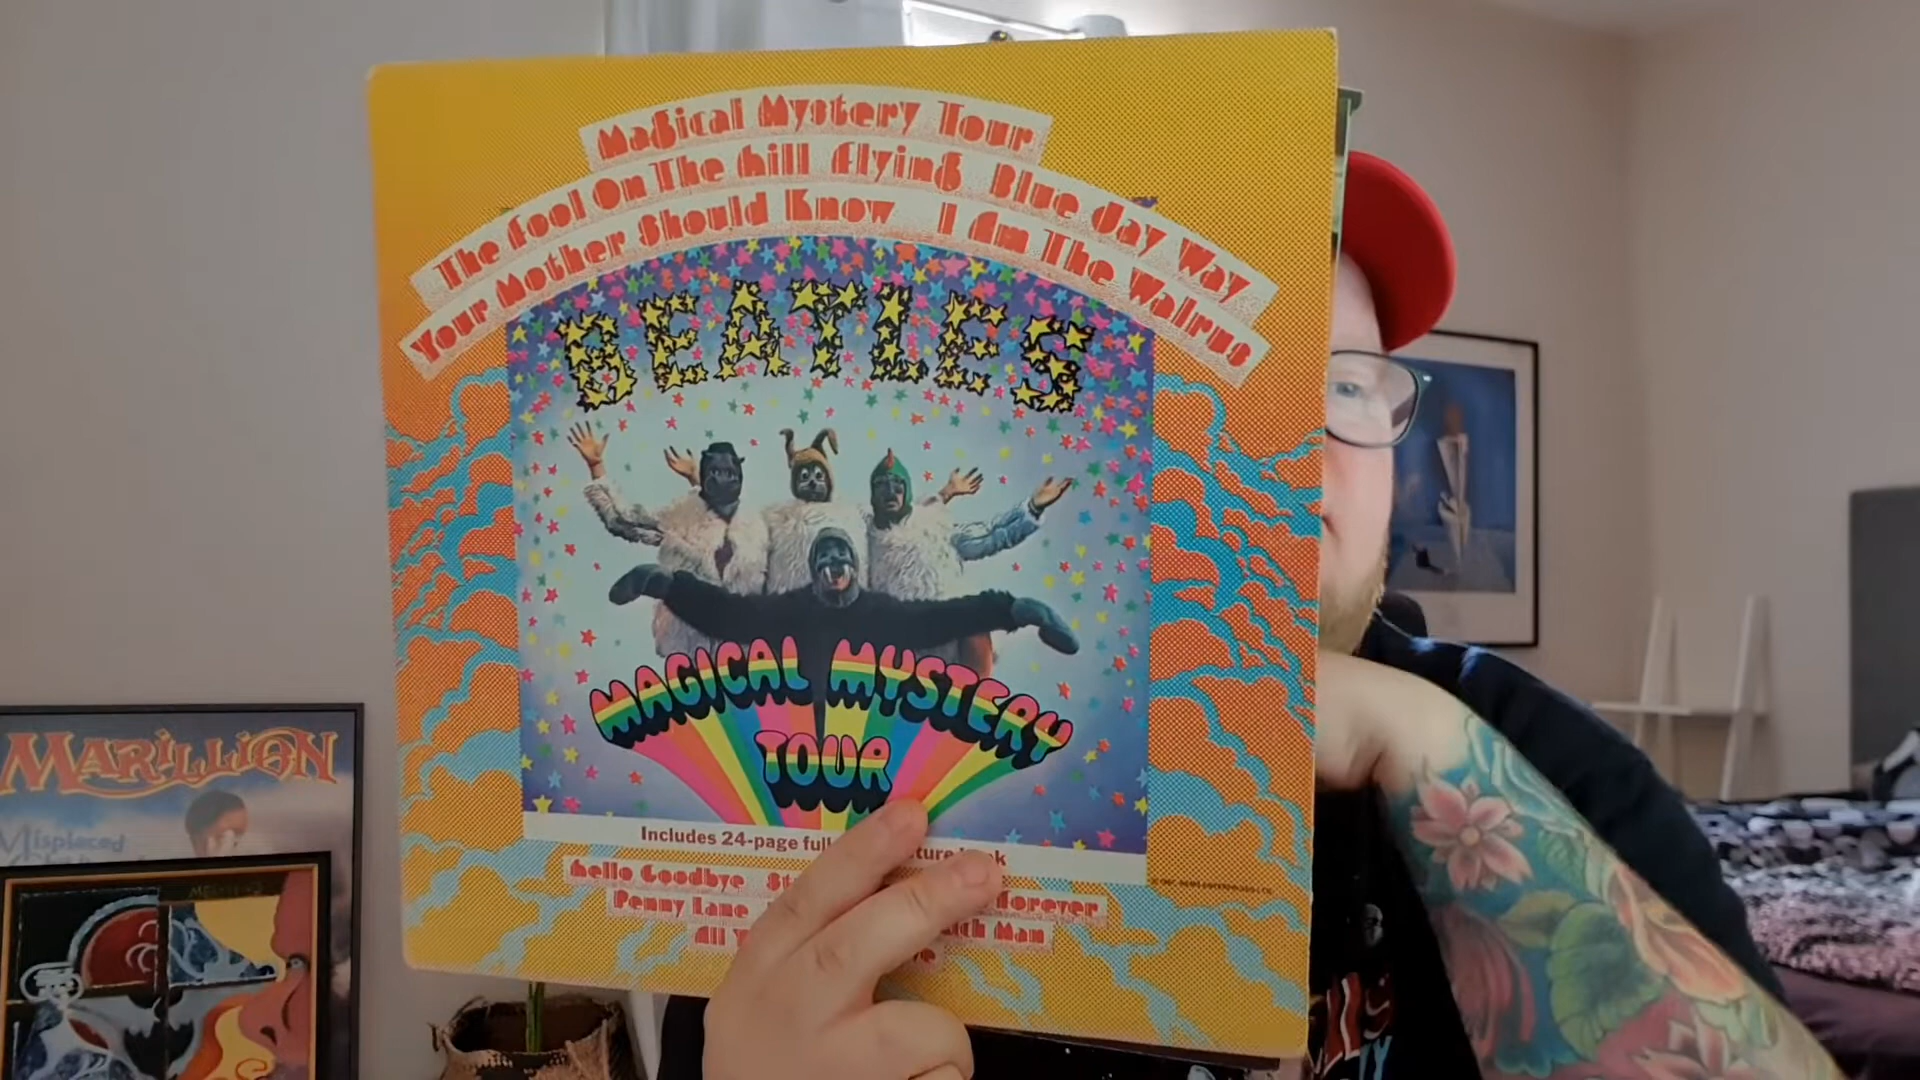 Magical Mystery Tour
The Fool On The Hill Flying Blue Jay Way
Your Mother Should Know I Am The Walrus
BEATLES
MAGICAL MYSTERY
TOUR
Includes 24-page full
Hello Goodbye
Forever
Penny Lane
All
Man
MARILLION
Misplaced